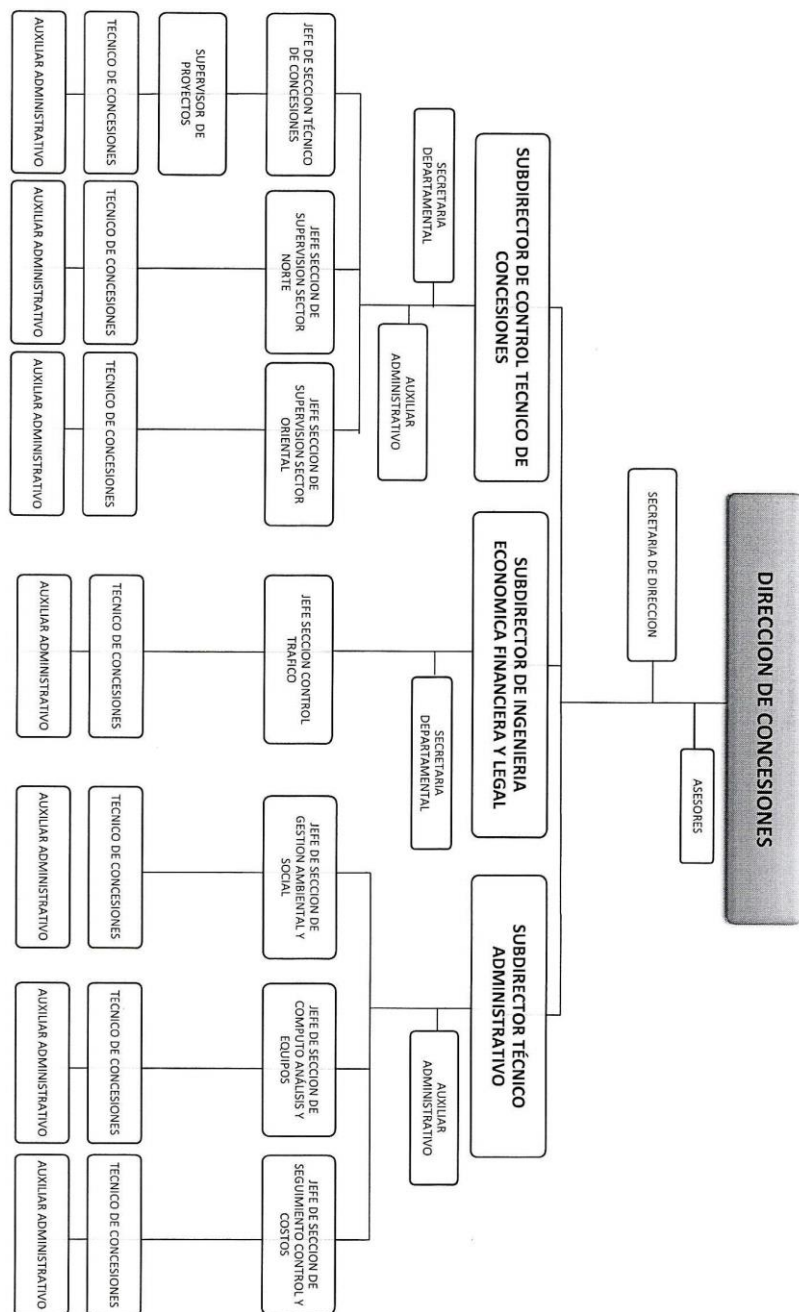 DIRECCION DE CONCESIONES
SECRETARIA DE DIRECCION
ASESORES
SUBDIRECTOR DE CONTROL TECNICO DE
CONCESIONES
SUBDIRECTOR DE INGENIERIA
ECONOMICA FINANCIERA Y LEGAL
SUBDIRECTOR TÉCNICO
ADMINISTRATIVO
SECRETARIA
DEPARTAMENTAL
AUXILIAR
ADMINISTRATIVO
SECRETARIA
DEPARTAMENTAL
AUXILIAR
ADMINISTRATIVO
JEFE DE SECCION TÉCNICO
DE CONCESIONES
JEFE SECCION DE
SUPERVISION SECTOR
NORTE
JEFE SECCION DE
SUPERVISION SECTOR
ORIENTAL
JEFE SECCION CONTROL
TRAFICO
JEFE DE SECCION DE
GESTION AMBIENTAL Y
SOCIAL
JEFE DE SECCION DE
COMPUTO ANÁLISIS Y
EQUIPOS
JEFE DE SECCION DE
SEGUIMIENTO CONTROL Y
COSTOS
SUPERVISOR DE
PROYECTOS
TECNICO DE CONCESIONES
TECNICO DE CONCESIONES
TECNICO DE CONCESIONES
TECNICO DE CONCESIONES
TECNICO DE CONCESIONES
TECNICO DE CONCESIONES
TECNICO DE CONCESIONES
AUXILIAR ADMINISTRATIVO
AUXILIAR ADMINISTRATIVO
AUXILIAR ADMINISTRATIVO
AUXILIAR ADMINISTRATIVO
AUXILIAR ADMINISTRATIVO
AUXILIAR ADMINISTRATIVO
AUXILIAR ADMINISTRATIVO